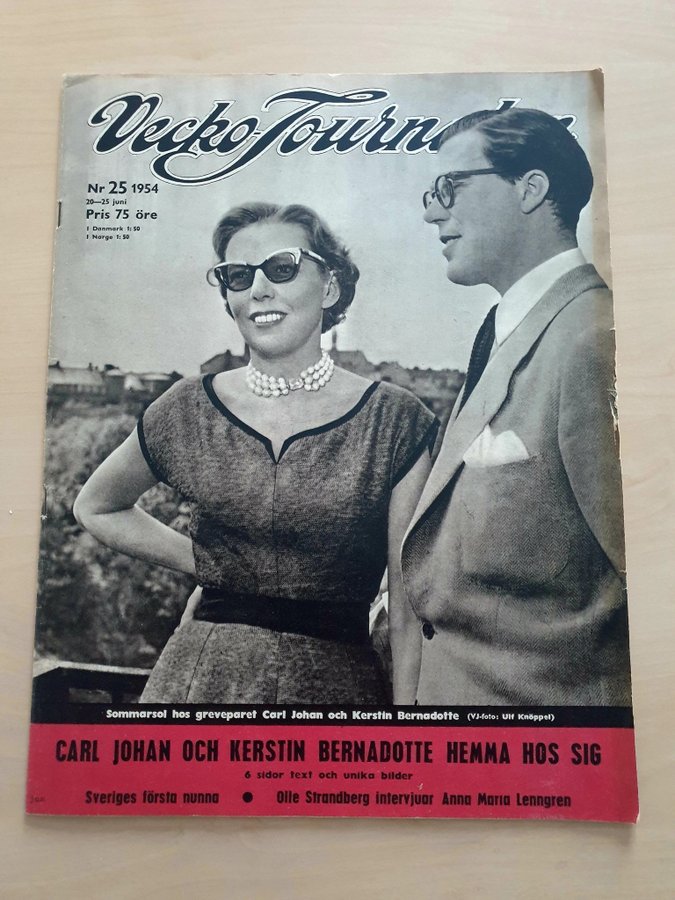 Vecko-Journalen
Nr 25 1954
20—25 juni
Pris 75 öre
I Danmark 1: 50
I Norge 1: 50
Sommarsol hos greveparet Carl Johan och Kerstin Bernadotte (VJ-foto: Ulf Knöppel)
CARL JOHAN OCH KERSTIN BERNADOTTE HEMMA HOS SIG
6 sidor text och unika bilder
Sveriges första nunna ● Olle Strandberg intervjuar Anna Maria Lenngren